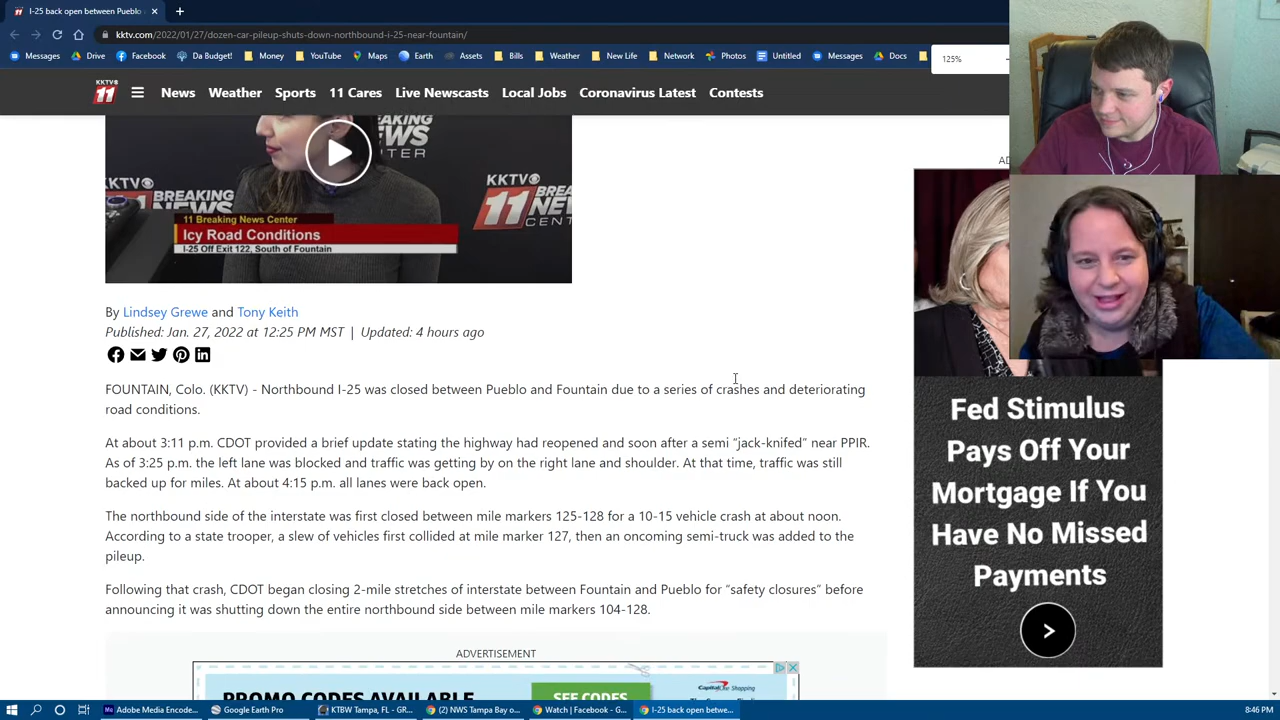 I-25 back open between Pueblo
kktv.com/2022/01/27/dozen-car-pileup-shuts-down-northbound-i-25-near-fountain/
Messages Drive Facebook Da Budget Money YouTube Maps Earth Assets Bills New Life Network Photos Untitled Messages Docs
125%
KKTV
11
News Weather Sports 11 Cares Live Newscasts Local Jobs Coronavirus Latest Contests
KKTV
11 Breaking News Center
Icy Road Conditions
I-25 Off Exit 122, South of Fountain
By Lindsey Grewe and Tony Keith
Published: Jan. 27, 2022 at 12:25 PM MST | Updated: 4 hours ago
FOUNTAIN, Colo. (KKTV) - Northbound I-25 was closed between Pueblo and Fountain due to a series of crashes and deteriorating
road conditions.
At about 3:11 p.m. CDOT provided a brief update stating the highway had reopened and soon after a semi “jack-knifed” near PPIR.
As of 3:25 p.m. the left lane was blocked and traffic was getting by on the right lane and shoulder. At that time, traffic was still
backed up for miles. At about 4:15 p.m. all lanes were back open.
The northbound side of the interstate was first closed between mile markers 125-128 for a 10-15 vehicle crash at about noon.
According to a state trooper, a slew of vehicles first collided at mile marker 127, then an oncoming semi-truck was added to the
pileup.
Following that crash, CDOT began closing 2-mile stretches of interstate between Fountain and Pueblo for “safety closures” before
announcing it was shutting down the entire northbound side between mile markers 104-128.
ADVERTISEMENT
PROMO CODES AVAILABLE
SEE CODES
Capital One Shopping
Fed Stimulus
Pays Off Your
Mortgage If You
Have No Missed
Payments
Adobe Media Encode... Google Earth Pro KTBW Tampa, FL - GR... (2) NWS Tampa Bay o... Watch | Facebook - G... I-25 back open betwe... 8:46 PM